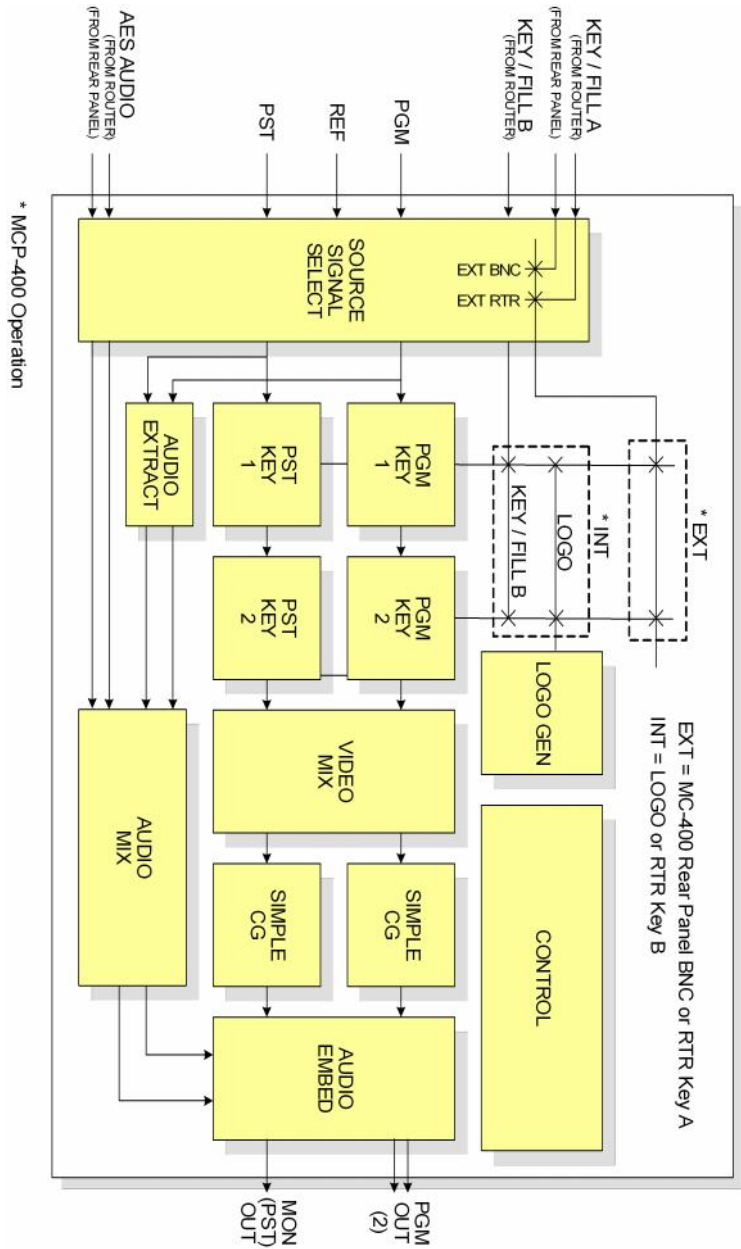 KEY / FILL A
(FROM ROUTER)
(FROM REAR PANEL)
KEY / FILL B
(FROM ROUTER)
PGM
REF
PST
AES AUDIO
(FROM ROUTER)
(FROM REAR PANEL)
EXT BNC
EXT RTR
SOURCE
SIGNAL
SELECT
* EXT
* INT
LOGO
KEY / FILL B
EXT = MC-400 Rear Panel BNC or RTR Key A
INT = LOGO or RTR Key B
PGM
KEY
1
PGM
KEY
2
PST
KEY
1
PST
KEY
2
AUDIO
EXTRACT
LOGO GEN
CONTROL
VIDEO
MIX
SIMPLE
CG
SIMPLE
CG
AUDIO
MIX
AUDIO
EMBED
PGM
OUT
(2)
MON
(PST)
OUT
* MCP-400 Operation